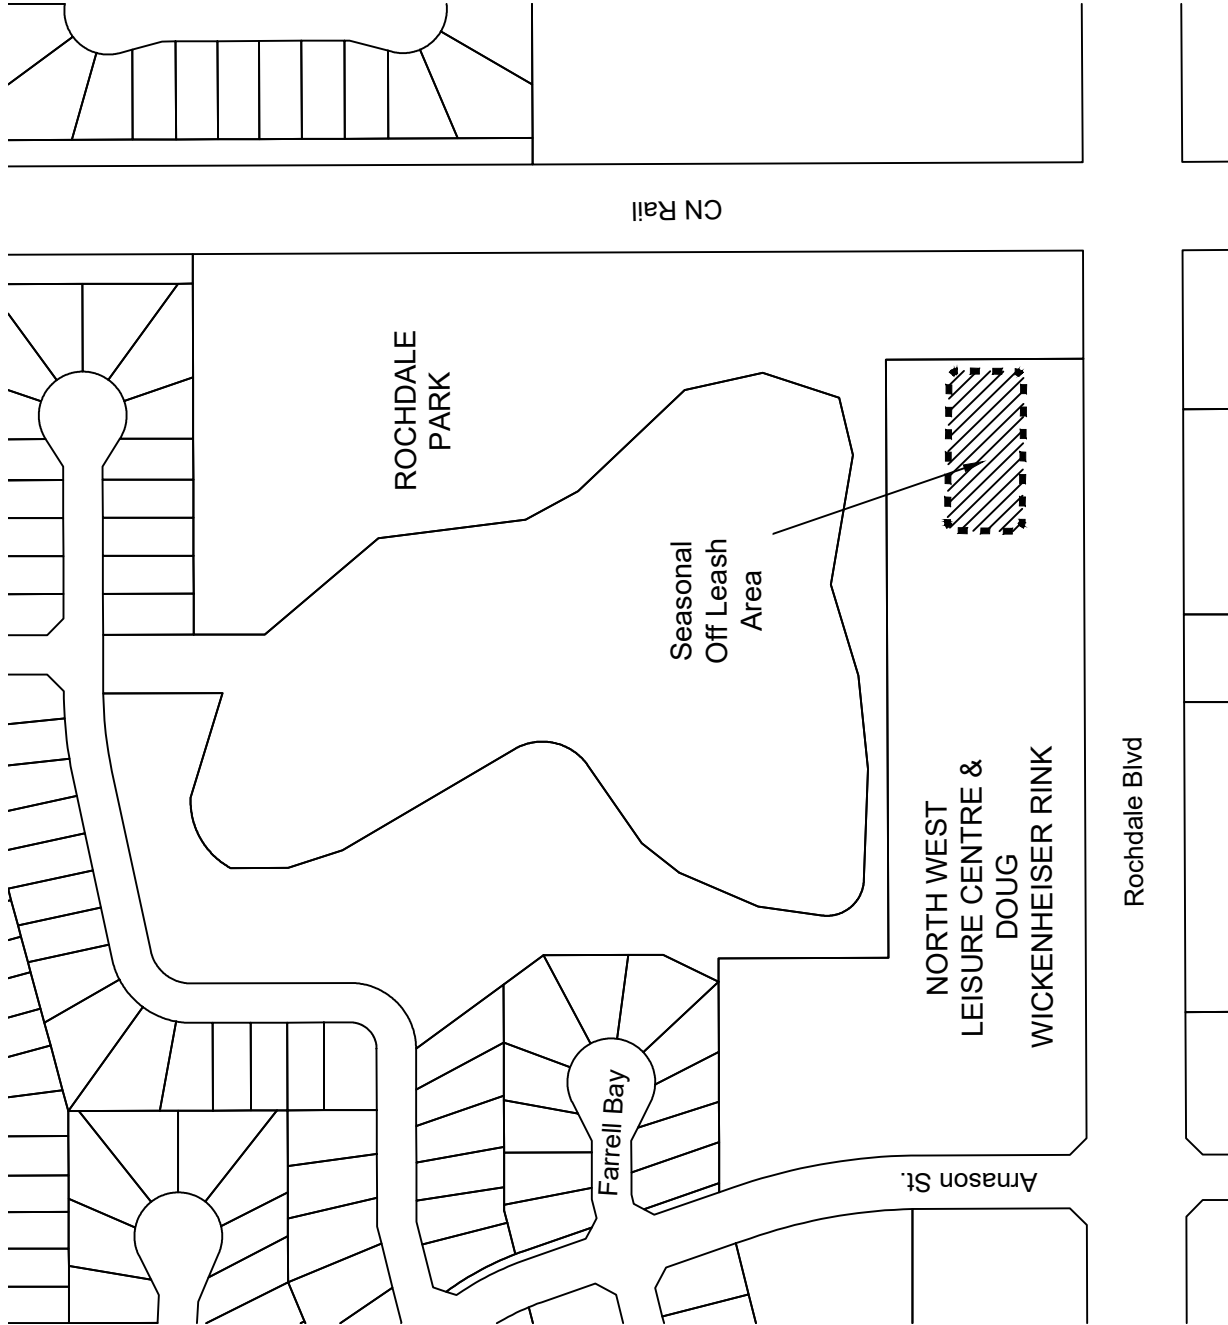 CN Rail
ROCHDALE
PARK
Seasonal
Off Leash
Area
NORTH WEST
LEISURE CENTRE &
DOUG
WICKENHEISER RINK
Rochdale Blvd
Farrell Bay
Arnason St.